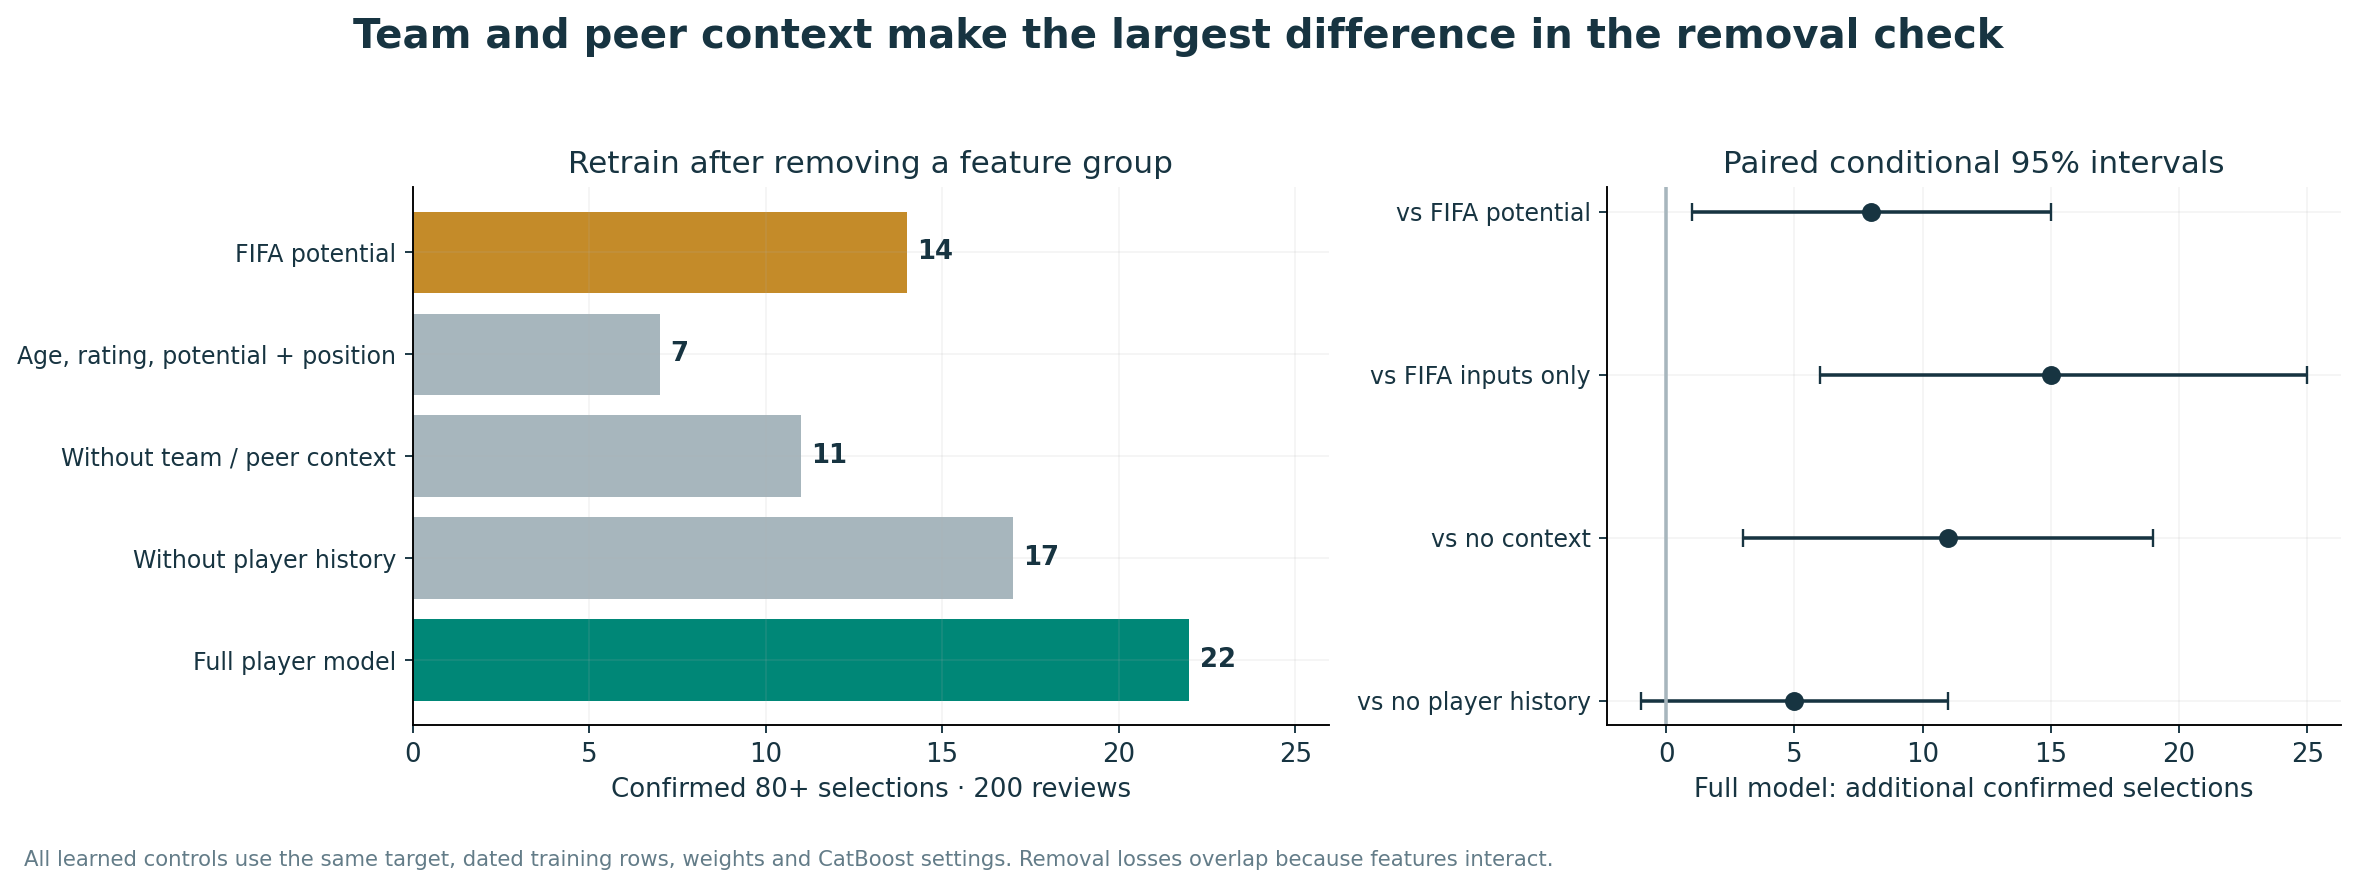 Team and peer context make the largest difference in the removal check
Retrain after removing a feature group
FIFA potential
14
Age, rating, potential + position
7
Without team / peer context
11
Without player history
17
Full player model
22
0 5 10 15 20 25
Confirmed 80+ selections · 200 reviews
Paired conditional 95% intervals
vs FIFA potential
vs FIFA inputs only
vs no context
vs no player history
0 5 10 15 20 25
Full model: additional confirmed selections
All learned controls use the same target, dated training rows, weights and CatBoost settings. Removal losses overlap because features interact.